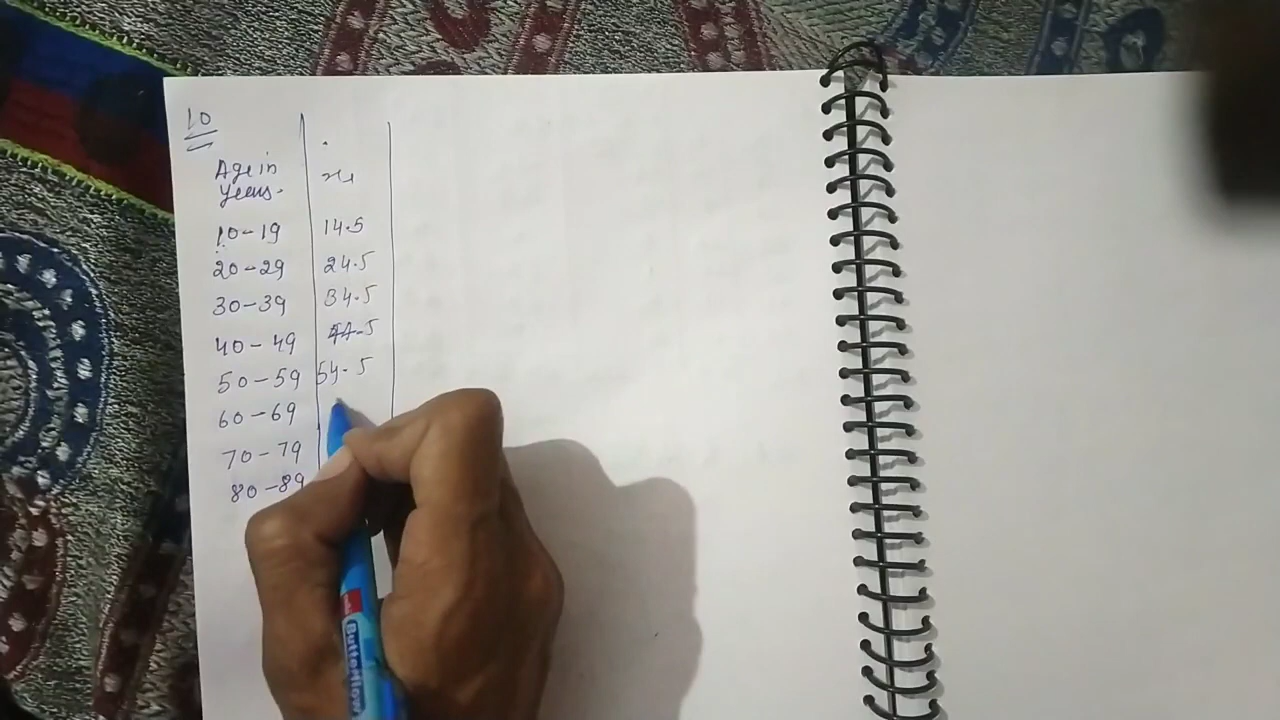 10
Age in
years.
x₁
10-19 14.5
20-29 24.5
30-39 34.5
40-49 44.5
50-59 54.5
60-69
70-79
80-89
Butterflow